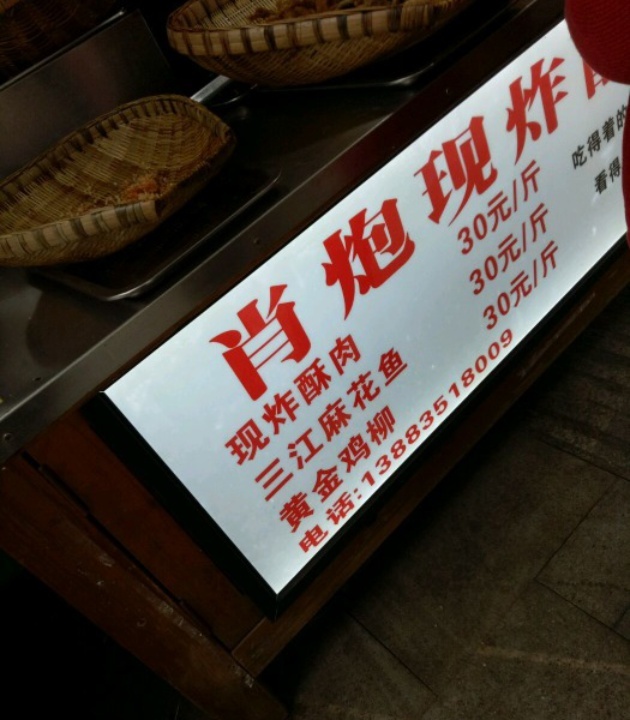 肖炮现炸
吃得着的
看得
现炸酥肉 30元/斤
三江麻花鱼 30元/斤
黄金鸡柳 30元/斤
电话:13883518009